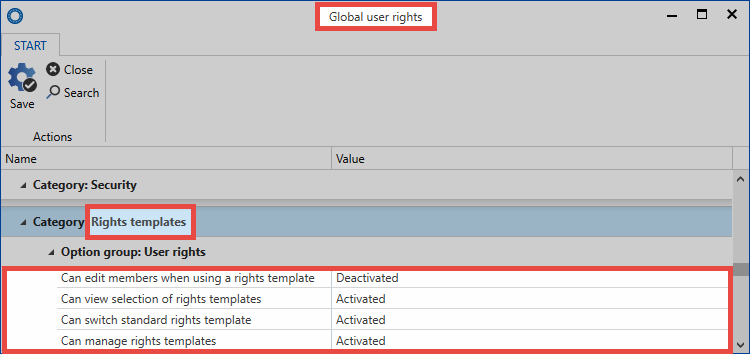 Global user rights
START
Save
Close
Search
Actions
Name Value
Category: Security
Category Rights templates
Option group: User rights
Can edit members when using a rights template Deactivated
Can view selection of rights templates Activated
Can switch standard rights template Activated
Can manage rights templates Activated